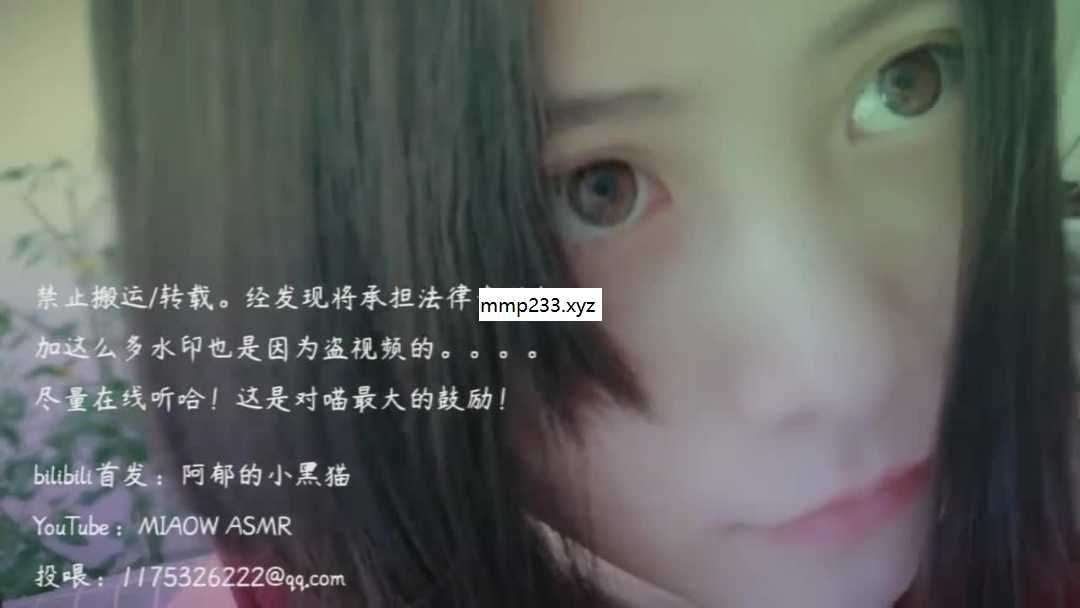 禁止搬运/转载。经发现将承担法律
mmp233.xyz
加这么多水印也是因为盗视频的。。。。
尽量在线听哈！这是对喵最大的鼓励！
bilibili首发：阿郁的小黑猫
YouTube：MIAOW ASMR
投喂：1175326222@qq.com